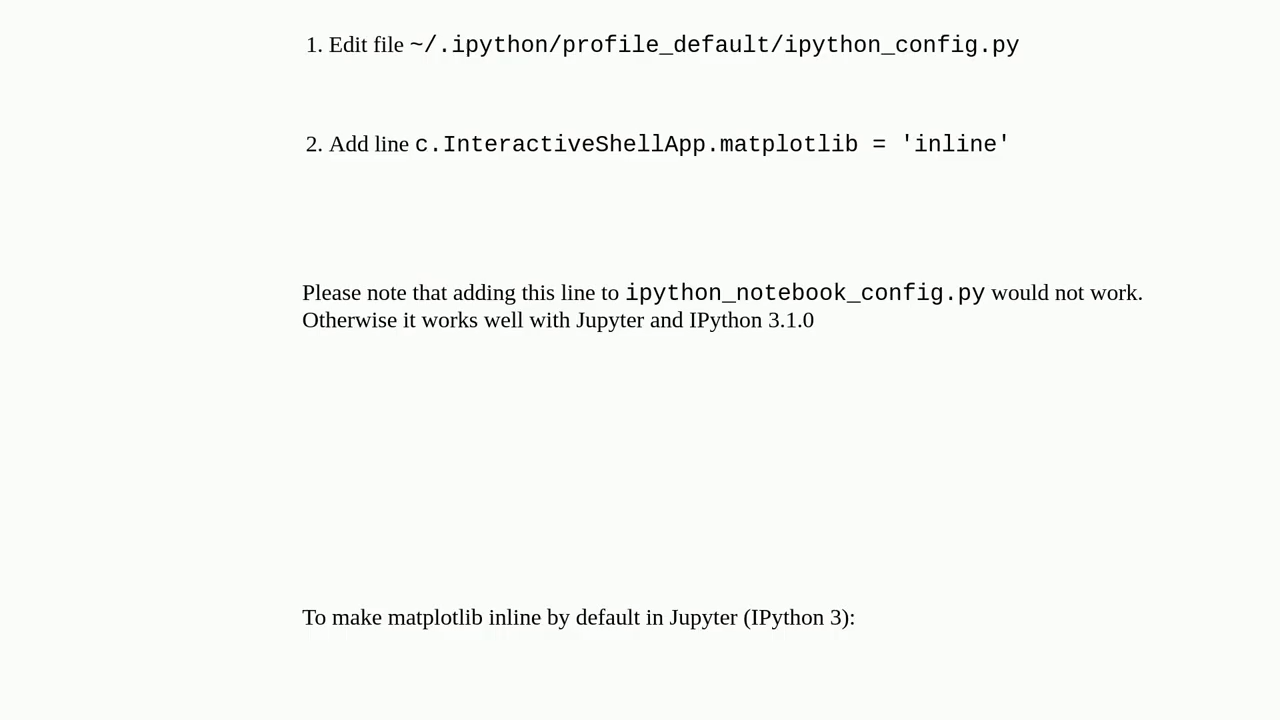 1. Edit file ~/.ipython/profile_default/ipython_config.py
2. Add line c.InteractiveShellApp.matplotlib = 'inline'
Please note that adding this line to ipython_notebook_config.py would not work.
Otherwise it works well with Jupyter and IPython 3.1.0
To make matplotlib inline by default in Jupyter (IPython 3):